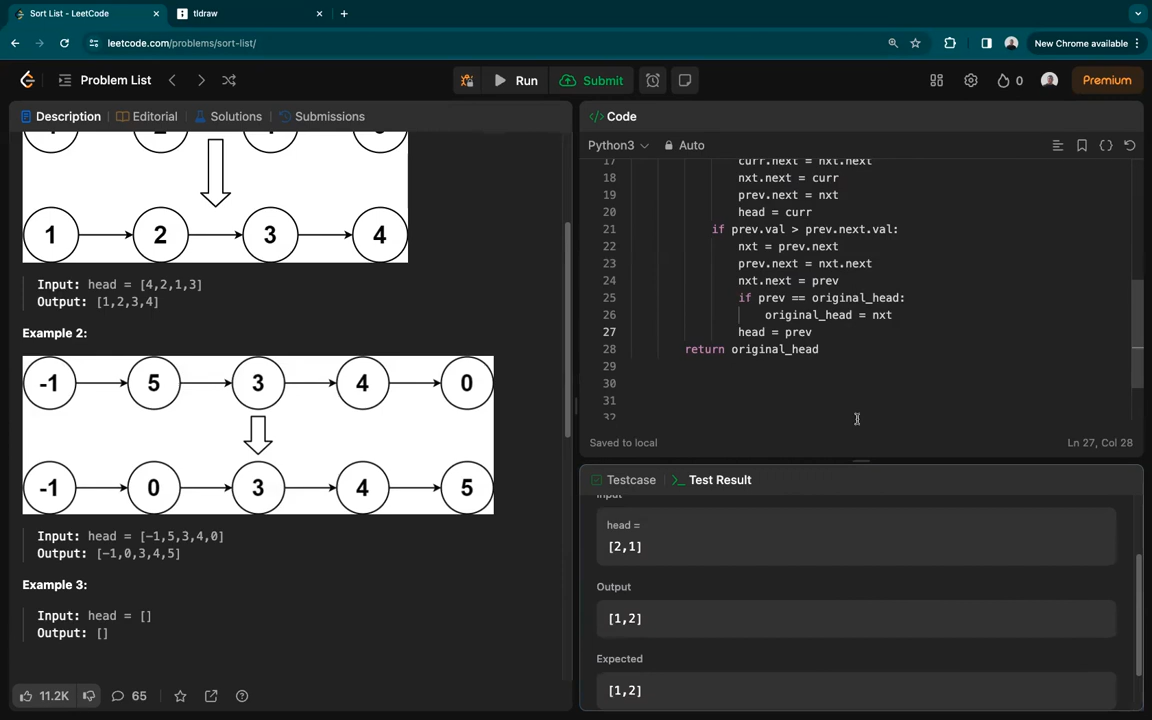 Sort List - LeetCode
tldraw
leetcode.com/problems/sort-list/
New Chrome available
Problem List
Run
Submit
0
Premium
Description
Editorial
Solutions
Submissions
1 2 3 4
Input: head = [4,2,1,3]
Output: [1,2,3,4]
Example 2:
-1 5 3 4 0
-1 0 3 4 5
Input: head = [-1,5,3,4,0]
Output: [-1,0,3,4,5]
Example 3:
Input: head = []
Output: []
11.2K
65
</> Code
Python3
Auto
17 curr.next = nxt.next
18 nxt.next = curr
19 prev.next = nxt
20 head = curr
21 if prev.val > prev.next.val:
22 nxt = prev.next
23 prev.next = nxt.next
24 nxt.next = prev
25 if prev == original_head:
26 original_head = nxt
27 head = prev
28 return original_head
29
30
31
32
Saved to local
Ln 27, Col 28
Testcase
Test Result
Input
head =
[2,1]
Output
[1,2]
Expected
[1,2]